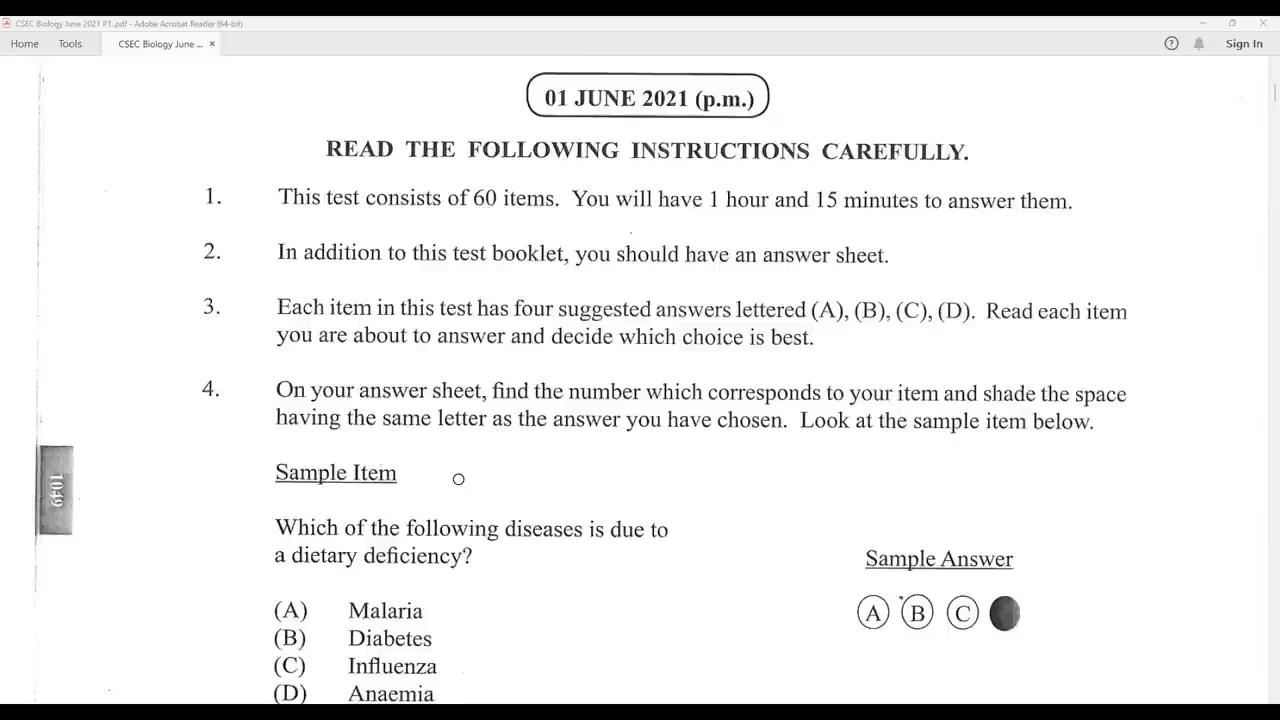 CSEC Biology June 2021 P1..pdf - Adobe Acrobat Reader (64-bit)
Home Tools CSEC Biology June ... × Sign In
01 JUNE 2021 (p.m.)
READ THE FOLLOWING INSTRUCTIONS CAREFULLY.
1. This test consists of 60 items. You will have 1 hour and 15 minutes to answer them.
2. In addition to this test booklet, you should have an answer sheet.
3. Each item in this test has four suggested answers lettered (A), (B), (C), (D). Read each item
you are about to answer and decide which choice is best.
4. On your answer sheet, find the number which corresponds to your item and shade the space
having the same letter as the answer you have chosen. Look at the sample item below.
Sample Item
1049
Which of the following diseases is due to
a dietary deficiency?
Sample Answer
(A) Malaria
A B C
(B) Diabetes
(C) Influenza
(D) Anaemia